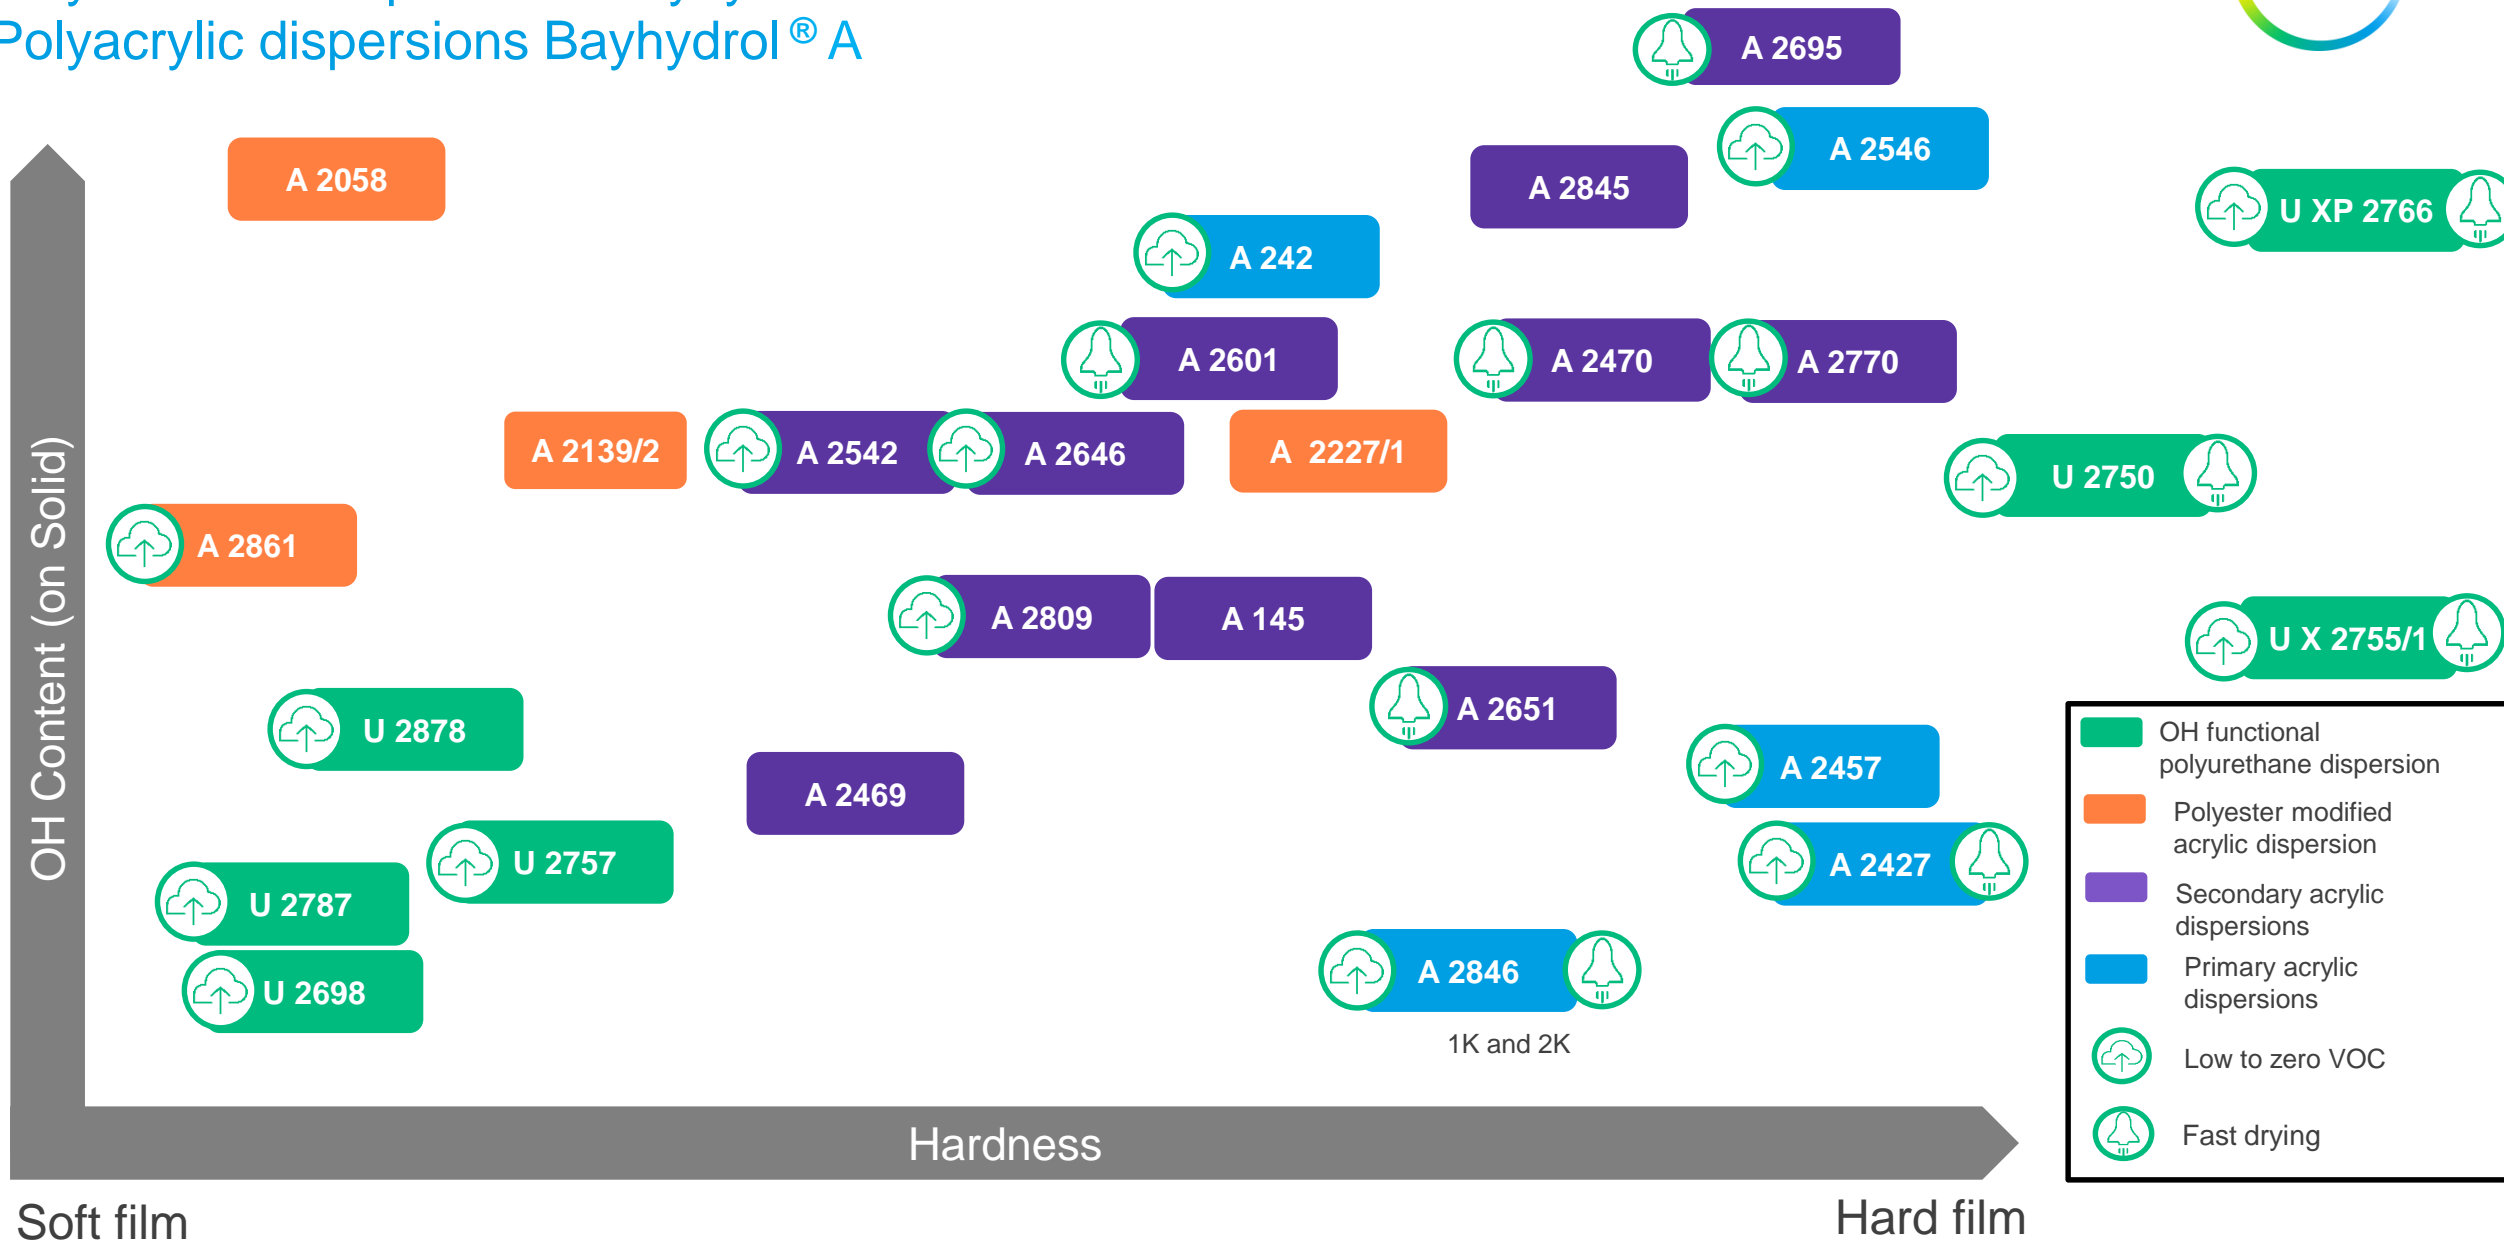 Polyacrylic dispersions Bayhydrol ® A
A 2695
A 2546
A 2058
A 2845
U XP 2766
A 242
A 2601
A 2470
A 2770
A 2139/2
A 2542
A 2646
A 2227/1
U 2750
A 2861
A 2809
A 145
U X 2755/1
A 2651
U 2878
A 2457
A 2469
U 2757
A 2427
U 2787
A 2846
U 2698
1K and 2K
OH Content (on Solid)
Hardness
Soft film
Hard film
OH functional
polyurethane dispersion
Polyester modified
acrylic dispersion
Secondary acrylic
dispersions
Primary acrylic
dispersions
Low to zero VOC
Fast drying